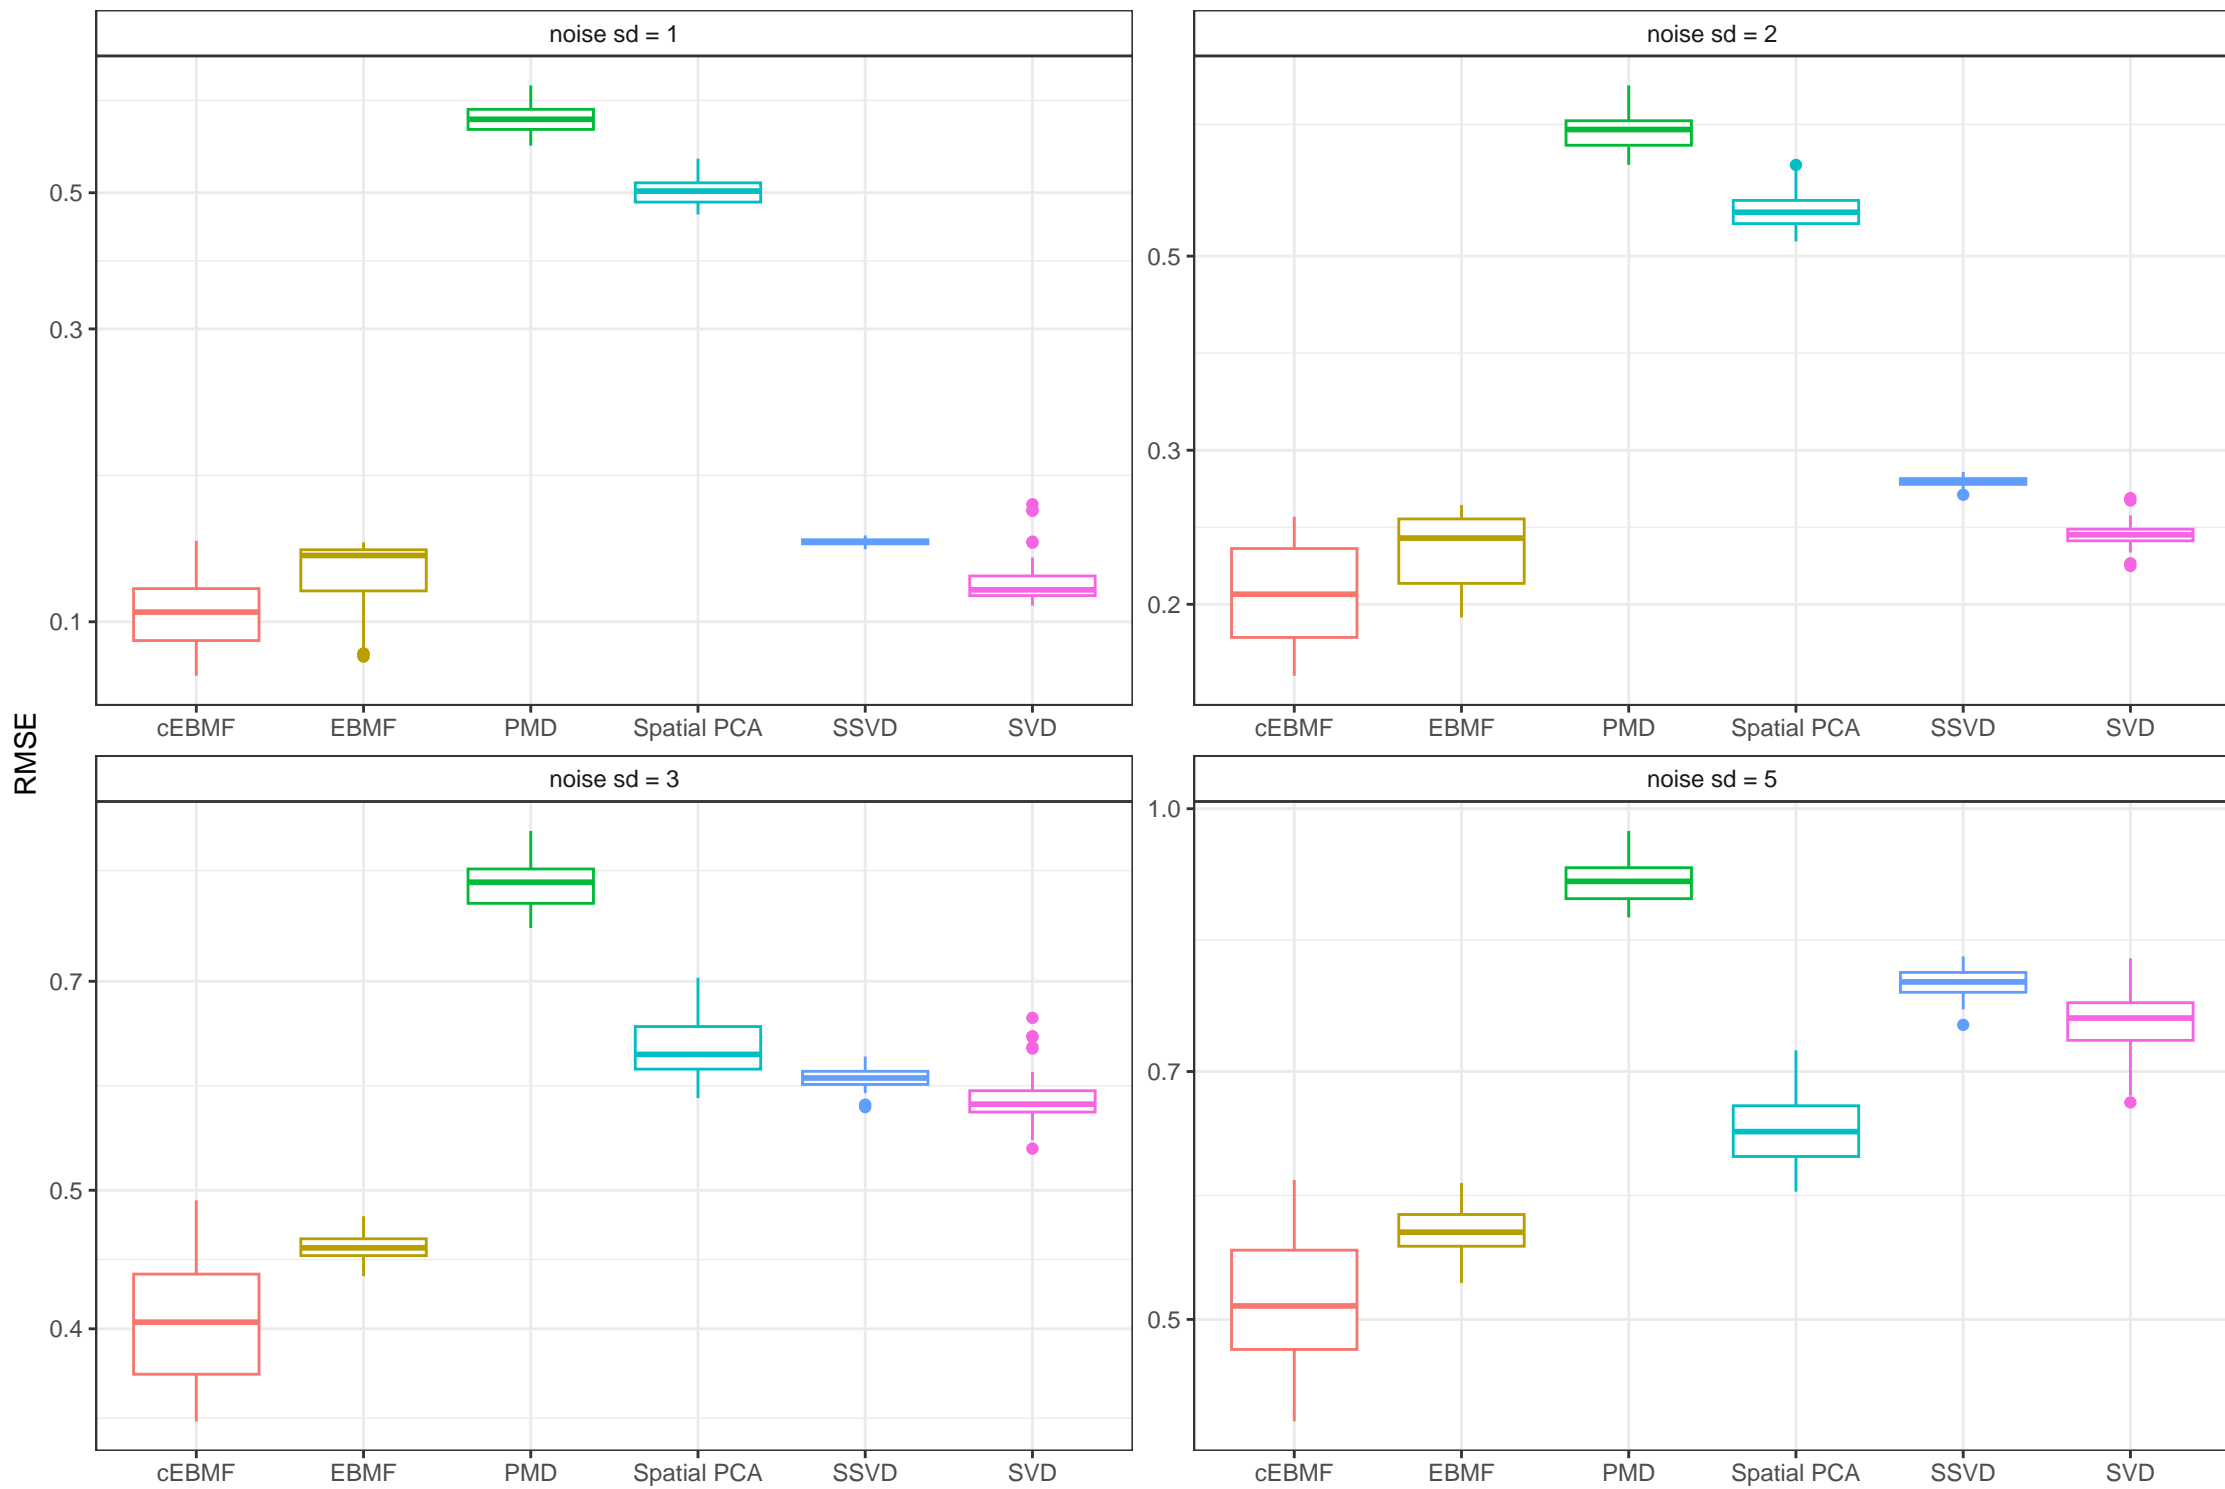 RMSE
noise sd = 1
0.5
0.3
0.1
cEBMF EBMF PMD Spatial PCA SSVD SVD
noise sd = 2
0.5
0.3
0.2
cEBMF EBMF PMD Spatial PCA SSVD SVD
noise sd = 3
0.7
0.5
0.4
cEBMF EBMF PMD Spatial PCA SSVD SVD
noise sd = 5
1.0
0.7
0.5
cEBMF EBMF PMD Spatial PCA SSVD SVD